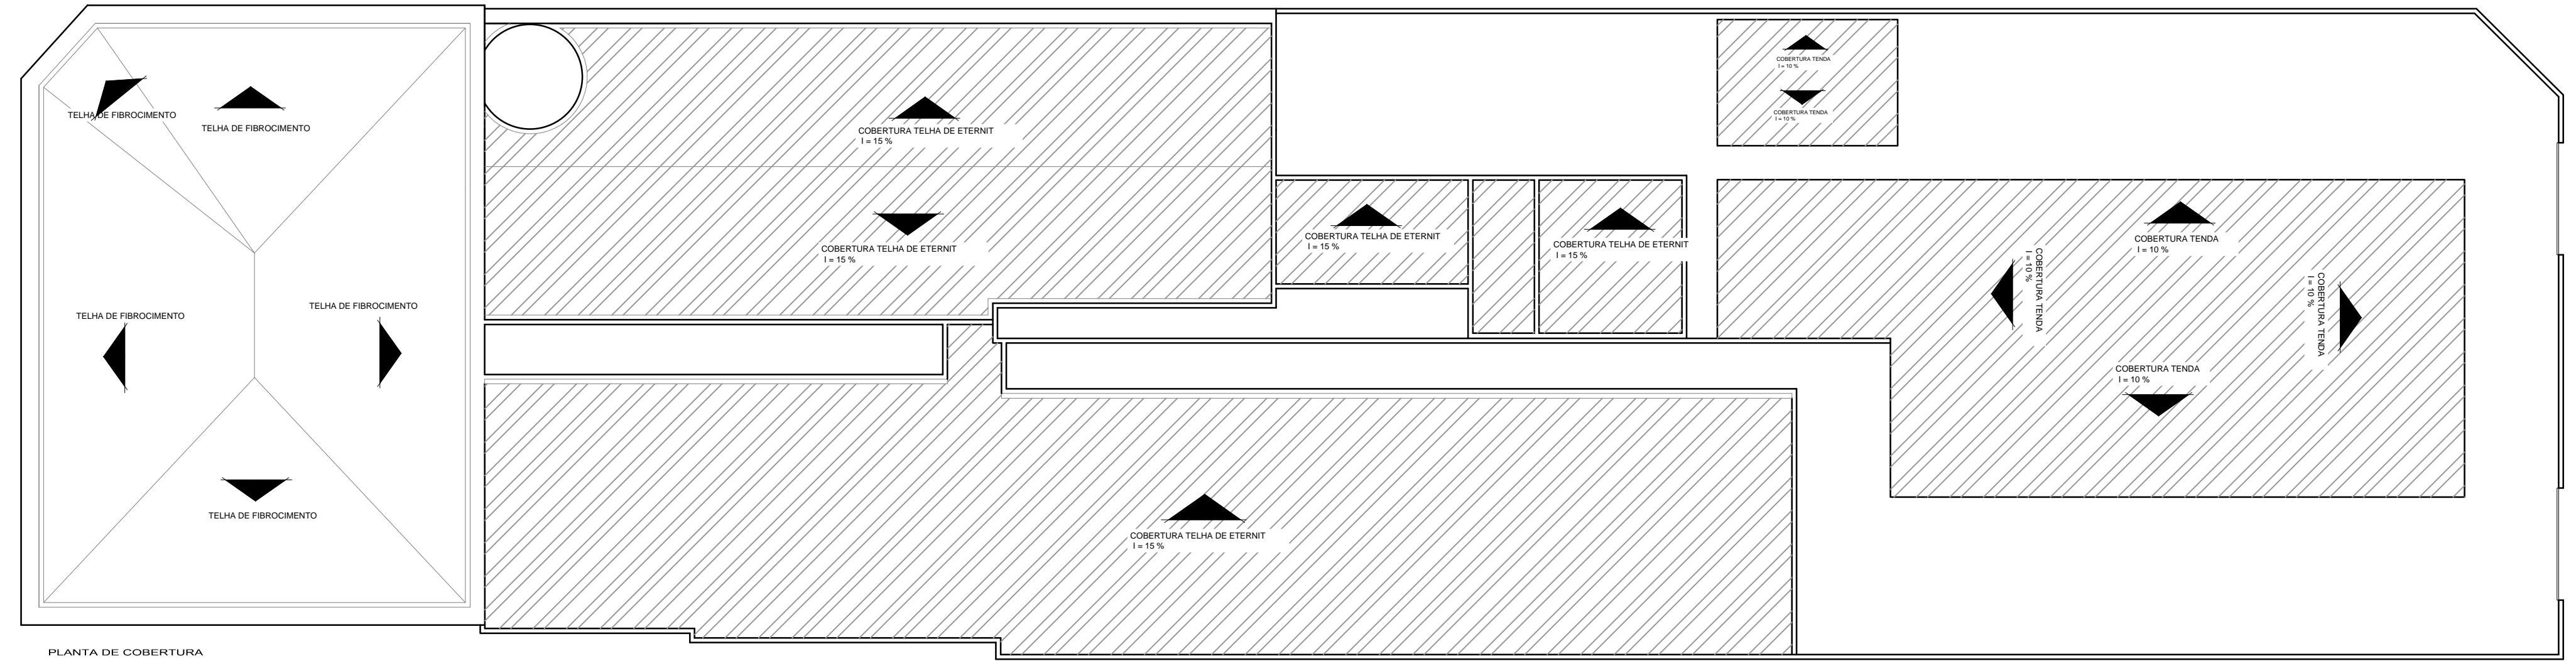 TELHA DE FIBROCIMENTO
TELHA DE FIBROCIMENTO
TELHA DE FIBROCIMENTO
TELHA DE FIBROCIMENTO
TELHA DE FIBROCIMENTO
COBERTURA TELHA DE ETERNIT
I = 15 %
COBERTURA TELHA DE ETERNIT
I = 15 %
COBERTURA TELHA DE ETERNIT
I = 15 %
COBERTURA TELHA DE ETERNIT
I = 15 %
COBERTURA TELHA DE ETERNIT
I = 15 %
COBERTURA TENDA
I = 10 %
COBERTURA TENDA
I = 10 %
COBERTURA TENDA
I = 10 %
COBERTURA TENDA
I = 10 %
COBERTURA TENDA
I = 10 %
COBERTURA TENDA
I = 10 %
PLANTA DE COBERTURA